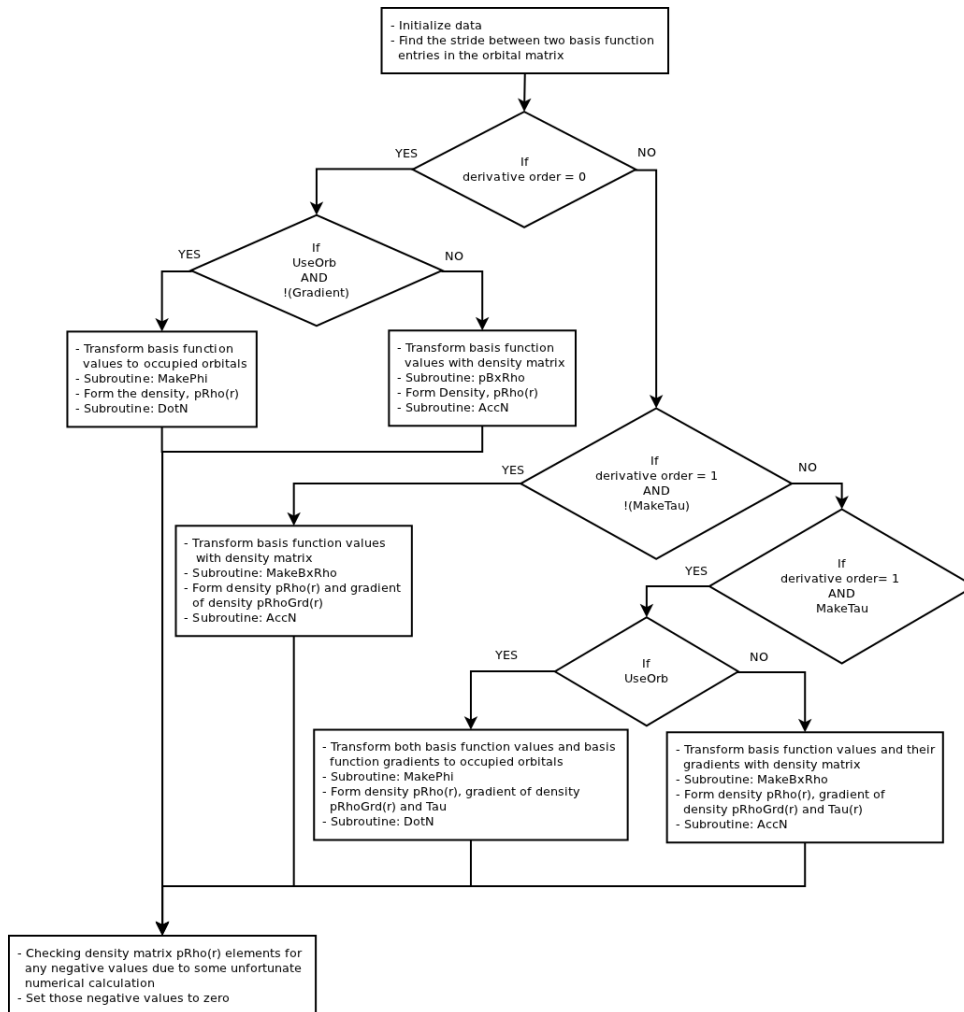 - Initialize data
- Find the stride between two basis function
entries in the orbital matrix
YES
If
derivative order = 0
NO
YES
If
UseOrb
AND
!(Gradient)
NO
- Transform basis function
values to occupied orbitals
- Subroutine: MakePhi
- Form the density, pRho(r)
- Subroutine: DotN
- Transform basis function
values with density matrix
- Subroutine: pBxRho
- Form Density, pRho(r)
- Subroutine: AccN
YES
If
derivative order = 1
AND
!(MakeTau)
NO
- Transform basis function values
with density matrix
- Subroutine: MakeBxRho
- Form density pRho(r) and gradient
of density pRhoGrd(r)
- Subroutine: AccN
YES
If
derivative order= 1
AND
MakeTau
YES
If
UseOrb
NO
- Transform both basis function values and basis
function gradients to occupied orbitals
- Subroutine: MakePhi
- Form density pRho(r), gradient of density
pRhoGrd(r) and Tau
- Subroutine: DotN
- Transform basis function values and their
gradients with density matrix
- Subroutine: MakeBxRho
- Form density pRho(r), gradient of
density pRhoGrd(r) and Tau(r)
- Subroutine: AccN
- Checking density matrix pRho(r) elements for
any negative values due to some unfortunate
numerical calculation
- Set those negative values to zero